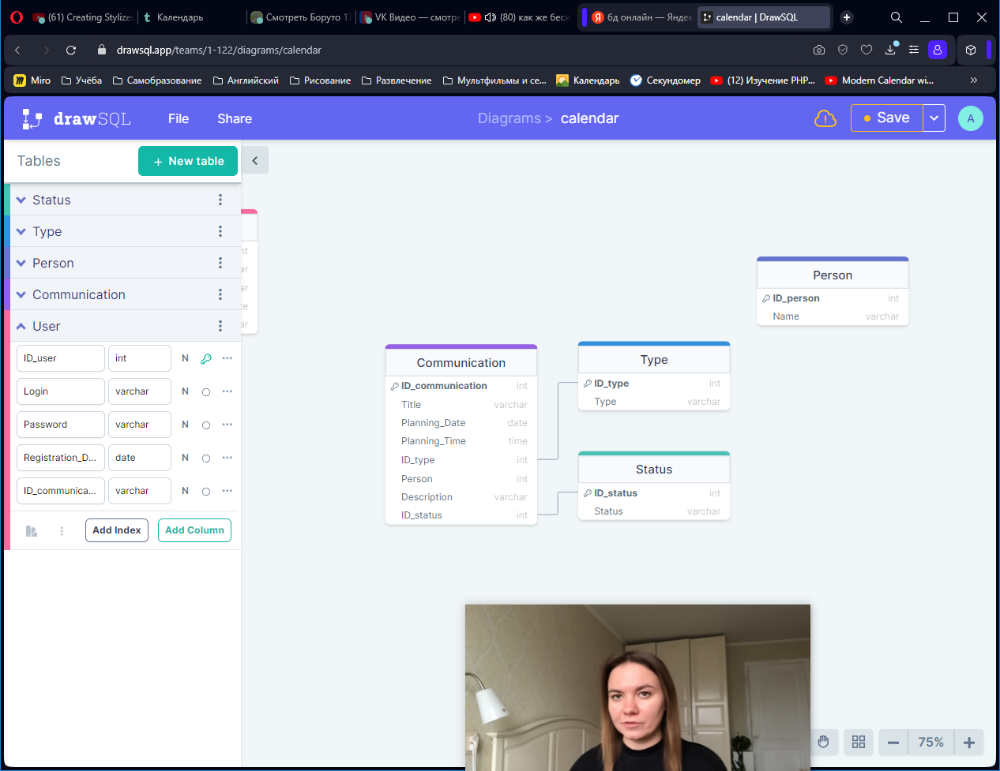 (61) Creating Stylized
Календарь
Смотреть Боруто 17
VK Видео — смотре
(80) как же беси
бд онлайн — Яндек
calendar | DrawSQL
drawsql.app/teams/1-122/diagrams/calendar
Miro
Учёба
Самобразование
Английский
Рисование
Развлечение
Мультфильмы и се...
Календарь
Секундомер
(12) Изучение PHP...
Modern Calendar wi...
drawSQL
File
Share
Diagrams > calendar
Save
A
Tables
+ New table
Status
Type
Person
Communication
User
ID_user int N
Login varchar N
Password varchar N
Registration_D... date N
ID_communica... varchar N
Add Index
Add Column
nt
ar
ar
te
ar
Communication
ID_communication int
Title varchar
Planning_Date date
Planning_Time time
ID_type int
Person int
Description varchar
ID_status int
Type
ID_type int
Type varchar
Status
ID_status int
Status varchar
Person
ID_person int
Name varchar
75%